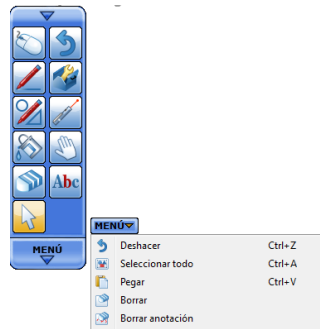 Abc
MENÚ
MENÚ
Deshacer Ctrl+Z
Seleccionar todo Ctrl+A
Pegar Ctrl+V
Borrar
Borrar anotación